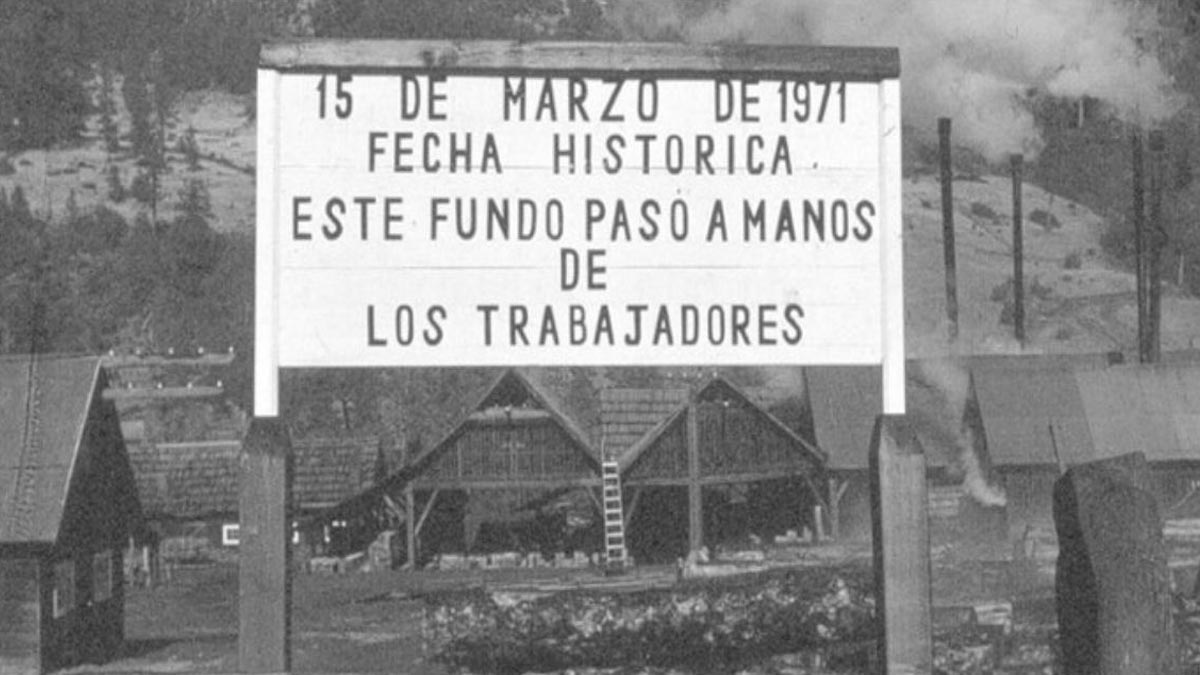 15 DE MARZO DE 1971
FECHA HISTORICA.
ESTE FUNDO PASÓ A MANOS
DE
LOS TRABAJADORES